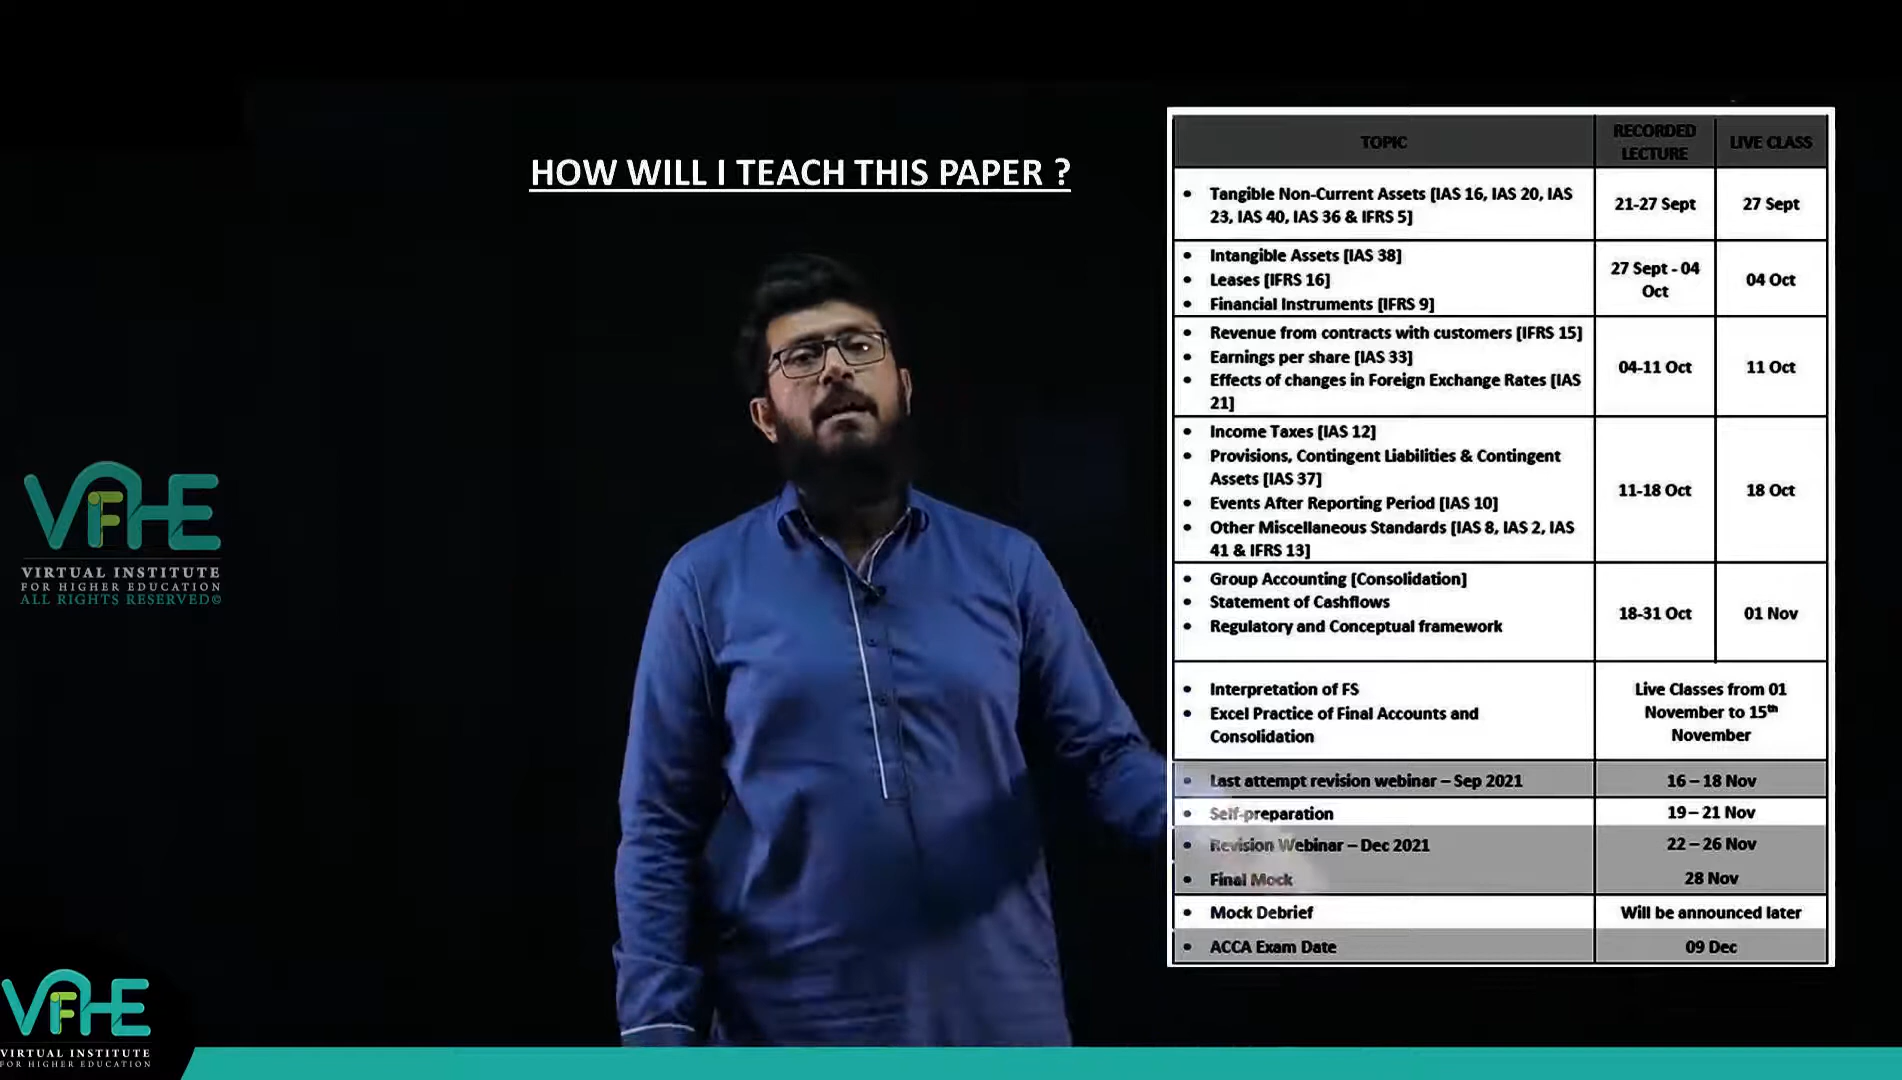 HOW WILL I TEACH THIS PAPER ?
TOPIC
RECORDED
LECTURE
LIVE CLASS
• Tangible Non-Current Assets [IAS 16, IAS 20, IAS
23, IAS 40, IAS 36 & IFRS 5]
21-27 Sept
27 Sept
• Intangible Assets [IAS 38]
• Leases [IFRS 16]
• Financial Instruments [IFRS 9]
27 Sept - 04
Oct
04 Oct
• Revenue from contracts with customers [IFRS 15]
• Earnings per share [IAS 33]
• Effects of changes in Foreign Exchange Rates [IAS
21]
04-11 Oct
11 Oct
• Income Taxes [IAS 12]
• Provisions, Contingent Liabilities & Contingent
Assets [IAS 37]
• Events After Reporting Period [IAS 10]
• Other Miscellaneous Standards [IAS 8, IAS 2, IAS
41 & IFRS 13]
11-18 Oct
18 Oct
• Group Accounting [Consolidation]
• Statement of Cashflows
• Regulatory and Conceptual framework
18-31 Oct
01 Nov
• Interpretation of FS
• Excel Practice of Final Accounts and
Consolidation
Live Classes from 01
November to 15th
November
• Last attempt revision webinar – Sep 2021
16 – 18 Nov
• Self-preparation
19 – 21 Nov
• Revision Webinar – Dec 2021
22 – 26 Nov
• Final Mock
28 Nov
• Mock Debrief
Will be announced later
• ACCA Exam Date
09 Dec
VIFHE
VIRTUAL INSTITUTE
FOR HIGHER EDUCATION
ALL RIGHTS RESERVED©
VIFHE
VIRTUAL INSTITUTE
FOR HIGHER EDUCATION